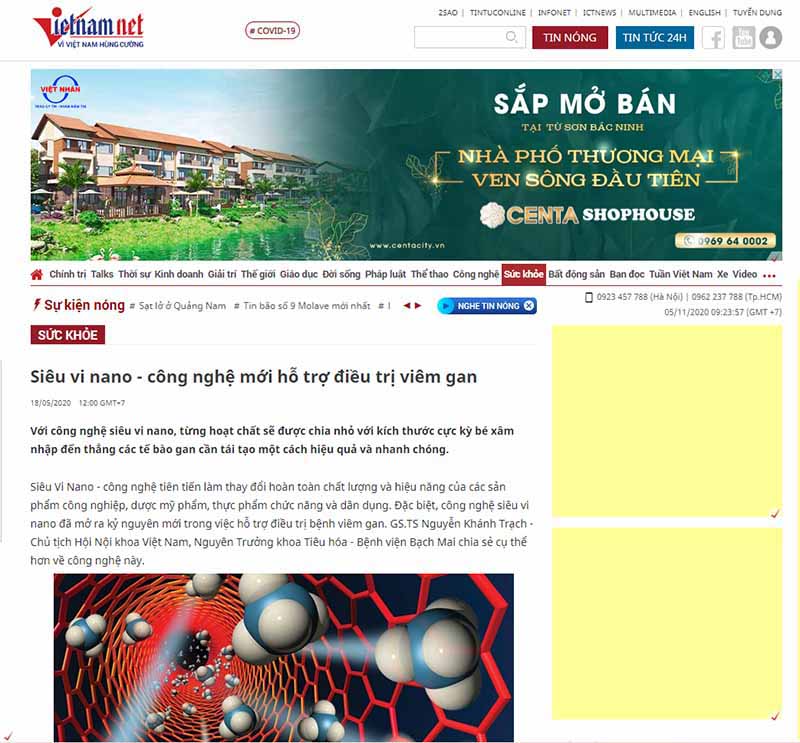 Vietnam net
VÌ VIỆT NAM HÙNG CƯỜNG
# COVID-19
2SAO | TINTUCONLINE | INFONET | ICTNEWS | MULTIMEDIA | ENGLISH | TUYỂN DỤNG
TIN NÓNG
TIN TỨC 24H
You Tube
VIỆT NHÂN
SẮP MỞ BÁN
TẠI TỪ SƠN BẮC NINH
NHÀ PHỐ THƯƠNG MẠI
VEN SÔNG ĐẦU TIÊN
CENTA SHOPHOUSE
www.centacity.vn
0969 64 0002
Chính trị Talks Thời sự Kinh doanh Giải trí Thế giới Giáo dục Đời sống Pháp luật Thể thao Công nghệ Sức khỏe Bất động sản Bạn đọc Tuần Việt Nam Xe Video
Sự kiện nóng # Sạt lở ở Quảng Nam # Tin bão số 9 Molave mới nhất #
NGHE TIN NÓNG
0923 457 788 (Hà Nội) | 0962 237 788 (Tp.HCM)
05/11/2020 09:23:57 (GMT +7)
SỨC KHỎE
Siêu vi nano - công nghệ mới hỗ trợ điều trị viêm gan
18/05/2020 12:00 GMT+7
Với công nghệ siêu vi nano, từng hoạt chất sẽ được chia nhỏ với kích thước cực kỳ bé xâm
nhập đến thẳng các tế bào gan cần tái tạo một cách hiệu quả và nhanh chóng.
Siêu Vi Nano - công nghệ tiên tiến làm thay đổi hoàn toàn chất lượng và hiệu năng của các sản
phẩm công nghiệp, dược mỹ phẩm, thực phẩm chức năng và dân dụng. Đặc biệt, công nghệ siêu vi
nano đã mở ra kỷ nguyên mới trong việc hỗ trợ điều trị bệnh viêm gan. GS.TS Nguyễn Khánh Trạch -
Chủ tịch Hội Nội khoa Việt Nam, Nguyên Trưởng khoa Tiêu hóa - Bệnh viện Bạch Mai chia sẻ cụ thể
hơn về công nghệ này.